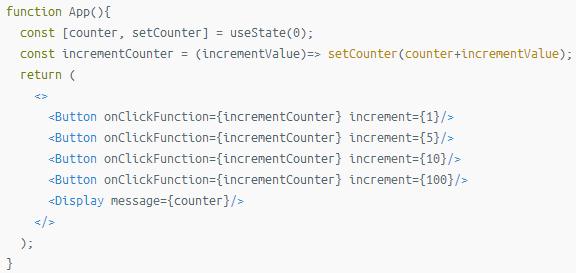 function App(){
  const [counter, setCounter] = useState(0);
  const incrementCounter = (incrementValue)=> setCounter(counter+incrementValue);
  return (
    <>
      <Button onClickFunction={incrementCounter} increment={1}/>
      <Button onClickFunction={incrementCounter} increment={5}/>
      <Button onClickFunction={incrementCounter} increment={10}/>
      <Button onClickFunction={incrementCounter} increment={100}/>
      <Display message={counter}/>
    </>
  );
}